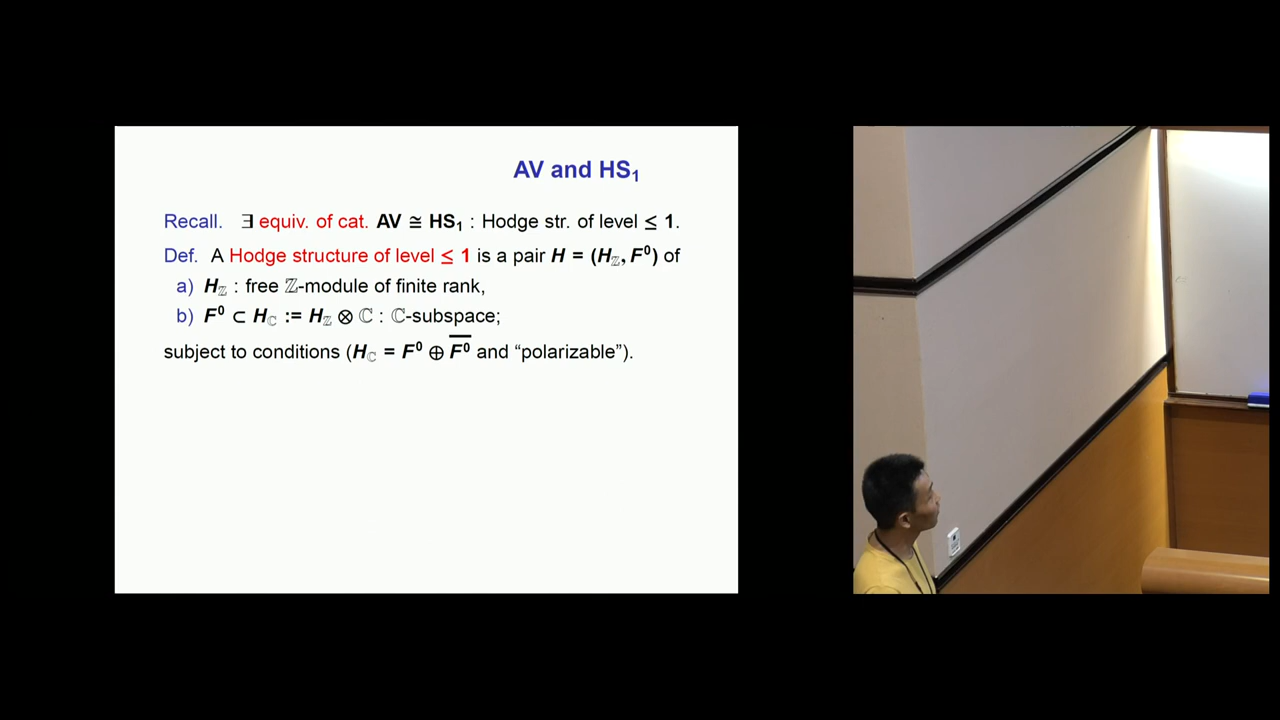 AV and HS₁
Recall. ∃ equiv. of cat. AV ≅ HS₁ : Hodge str. of level ≤ 1.
Def. A Hodge structure of level ≤ 1 is a pair H = (H_ℤ, F⁰) of
a) H_ℤ : free ℤ-module of finite rank,
b) F⁰ ⊂ H_ℂ := H_ℤ ⊗ ℂ : ℂ-subspace;
subject to conditions (H_ℂ = F⁰ ⊕ F̅⁰ and “polarizable”).